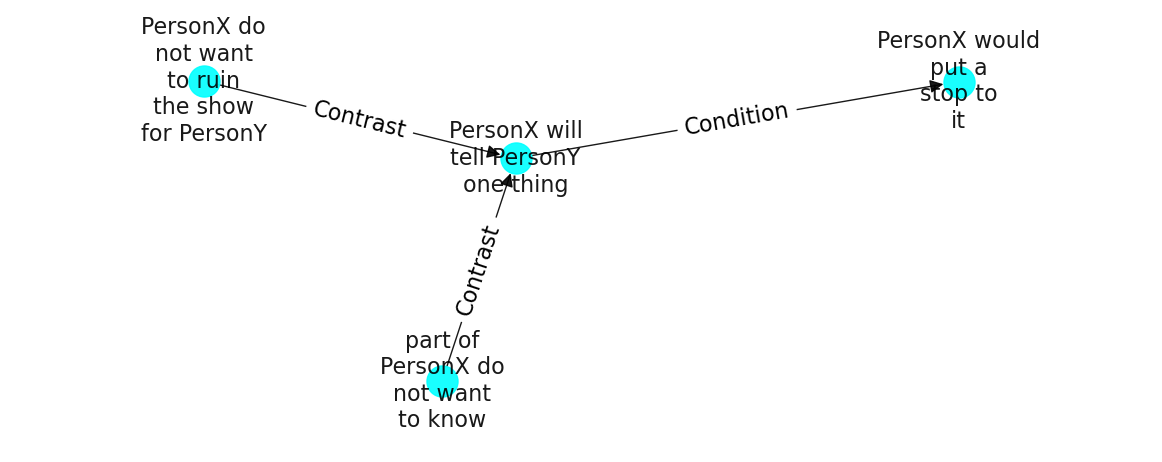 PersonX do
not want
to ruin
the show
for PersonY
Contrast
PersonX will
tell PersonY
one thing
Condition
PersonX would
put a
stop to
it
Contrast
part of
PersonX do
not want
to know